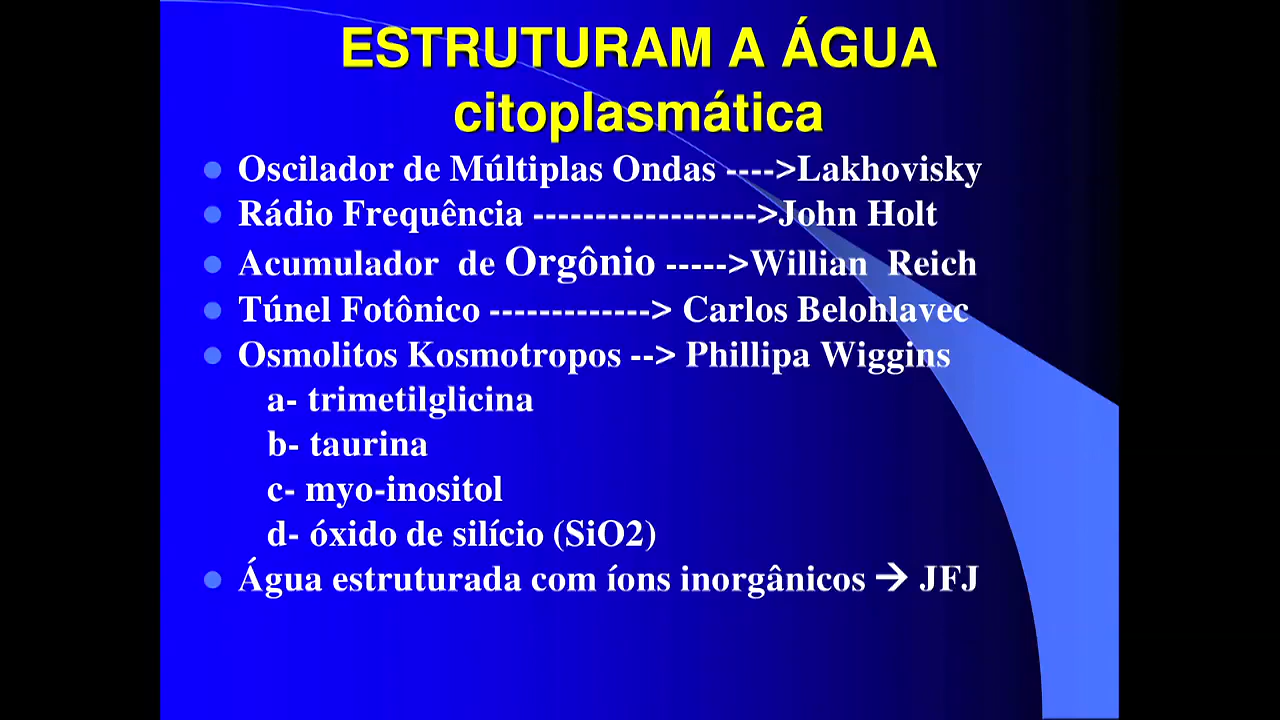 ESTRUTURAM A ÁGUA
citoplasmática
Oscilador de Múltiplas Ondas ---->Lakhovisky
Rádio Frequência ------------------>John Holt
Acumulador de Orgônio ----->Willian Reich
Túnel Fotônico -------------> Carlos Belohlavec
Osmolitos Kosmotropos --> Phillipa Wiggins
a- trimetilglicina
b- taurina
c- myo-inositol
d- óxido de silício (SiO2)
Água estruturada com íons inorgânicos → JFJ